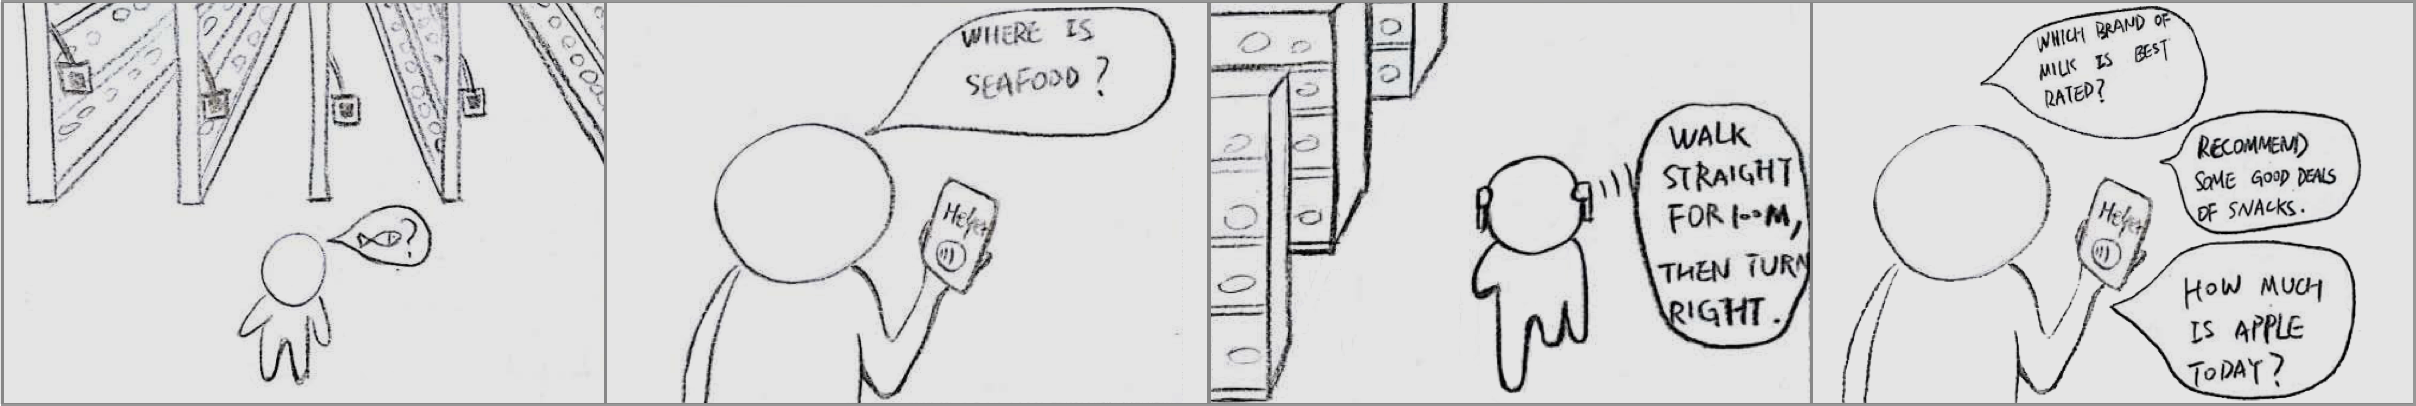 ?
WHERE IS
SEAFOOD?
Helper
WALK
STRAIGHT
FOR 100M,
THEN TURN
RIGHT.
WHICH BRAND OF
MILK IS BEST
RATED?
RECOMMEND
SOME GOOD DEALS
OF SNACKS.
Helper
HOW MUCH
IS APPLE
TODAY?